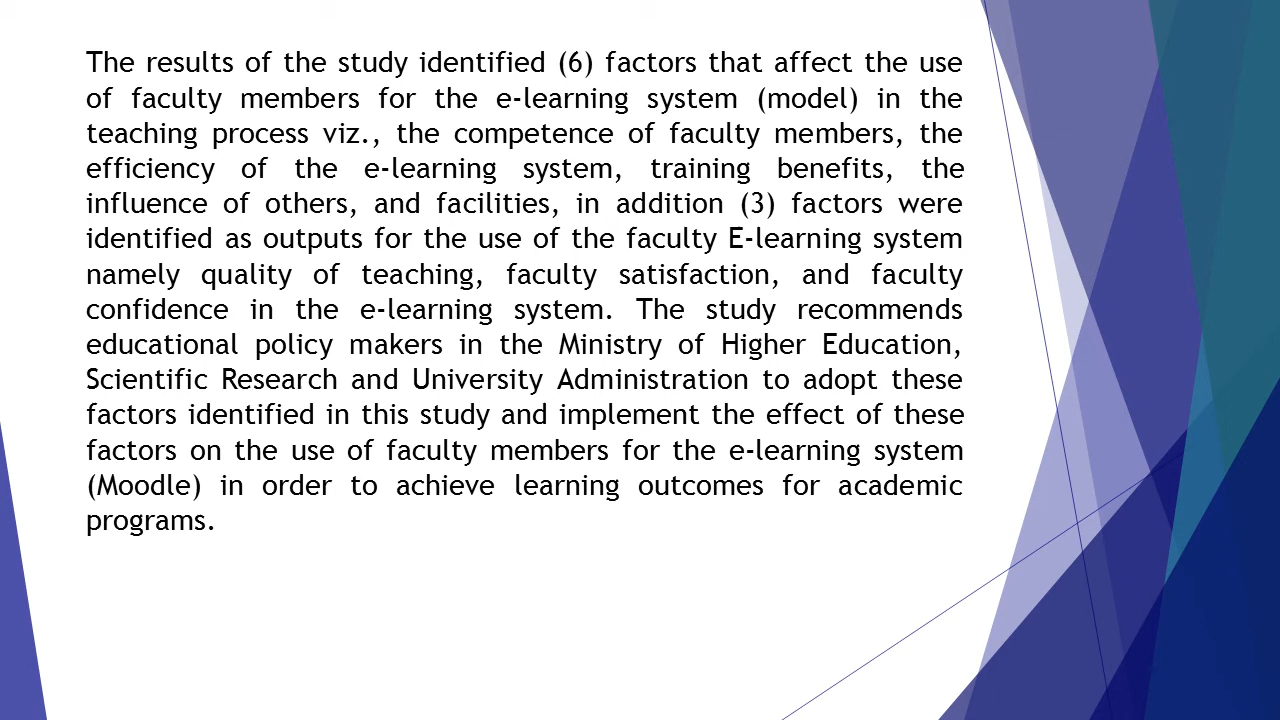 The results of the study identified (6) factors that affect the use
of faculty members for the e-learning system (model) in the
teaching process viz., the competence of faculty members, the
efficiency of the e-learning system, training benefits, the
influence of others, and facilities, in addition (3) factors were
identified as outputs for the use of the faculty E-learning system
namely quality of teaching, faculty satisfaction, and faculty
confidence in the e-learning system. The study recommends
educational policy makers in the Ministry of Higher Education,
Scientific Research and University Administration to adopt these
factors identified in this study and implement the effect of these
factors on the use of faculty members for the e-learning system
(Moodle) in order to achieve learning outcomes for academic
programs.